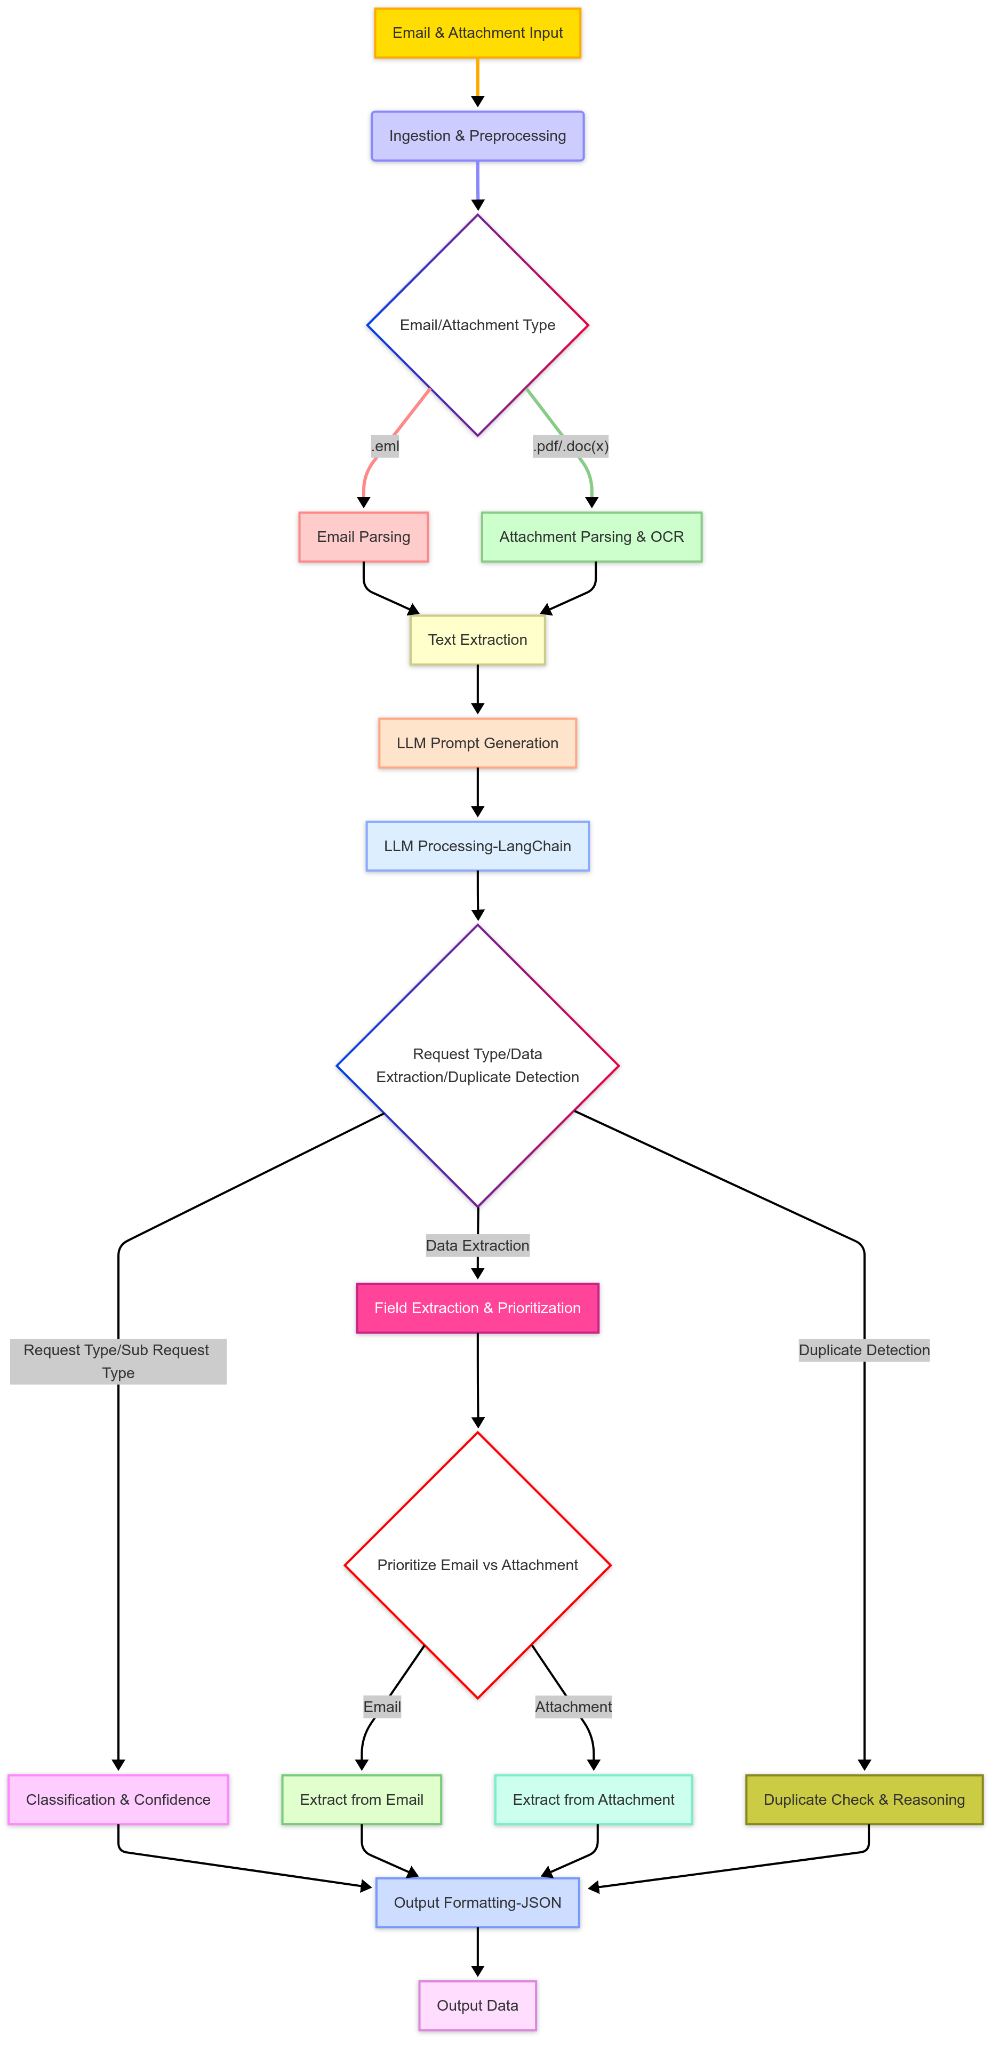 Email & Attachment Input
Ingestion & Preprocessing
Email/Attachment Type
.eml
.pdf/.doc(x)
Email Parsing
Attachment Parsing & OCR
Text Extraction
LLM Prompt Generation
LLM Processing-LangChain
Request Type/Data
Extraction/Duplicate Detection
Data Extraction
Field Extraction & Prioritization
Request Type/Sub Request
Type
Duplicate Detection
Prioritize Email vs Attachment
Email
Attachment
Classification & Confidence
Extract from Email
Extract from Attachment
Duplicate Check & Reasoning
Output Formatting-JSON
Output Data